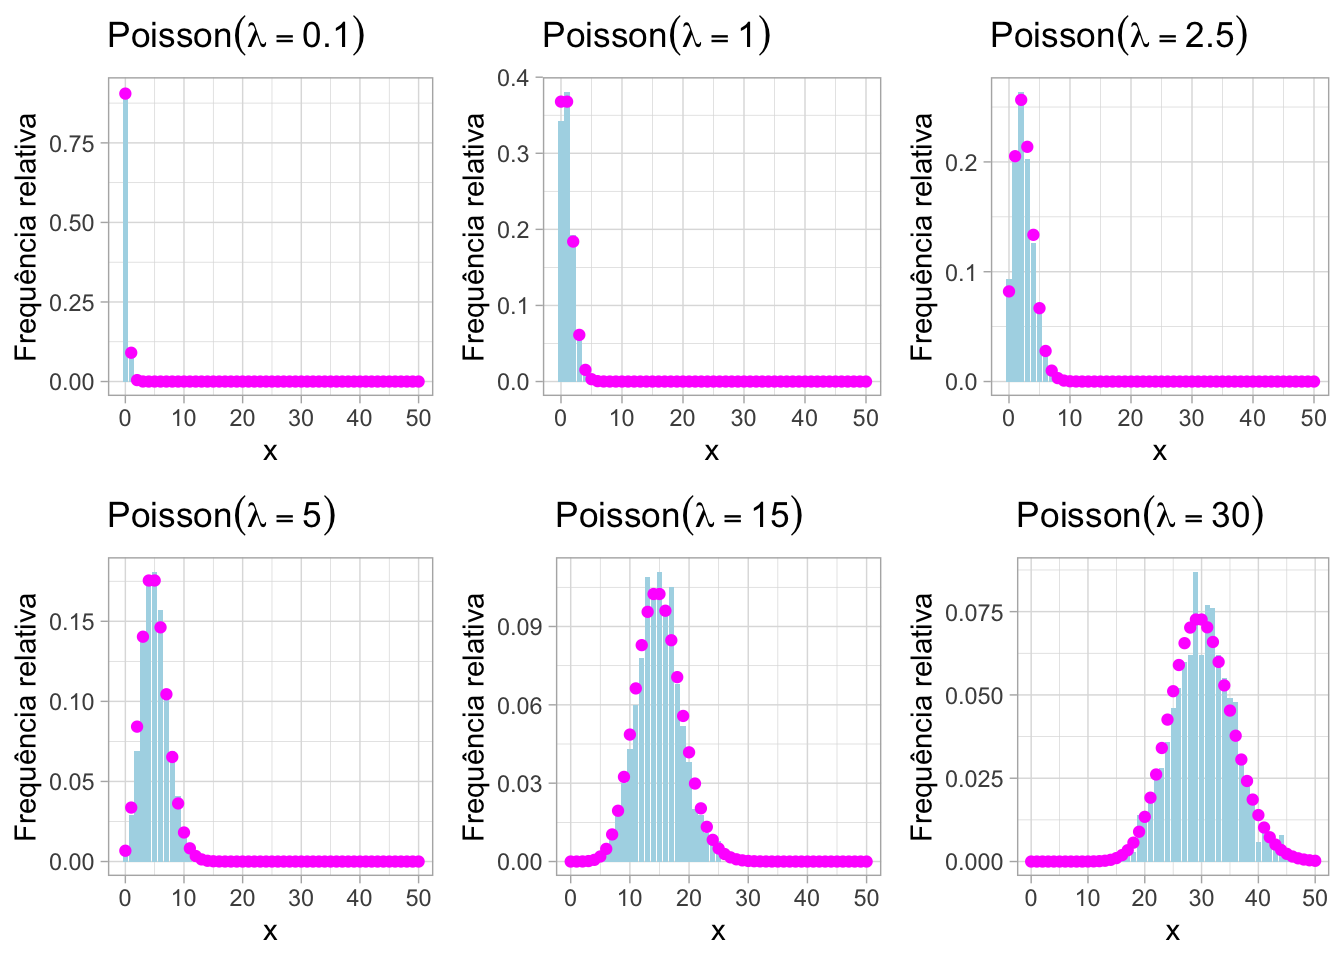 Poisson(λ = 0.1)
Frequência relativa
0.75
0.50
0.25
0.00
0 10 20 30 40 50
x
Poisson(λ = 1)
Frequência relativa
0.4
0.3
0.2
0.1
0.0
0 10 20 30 40 50
x
Poisson(λ = 2.5)
Frequência relativa
0.2
0.1
0.0
0 10 20 30 40 50
x
Poisson(λ = 5)
Frequência relativa
0.15
0.10
0.05
0.00
0 10 20 30 40 50
x
Poisson(λ = 15)
Frequência relativa
0.09
0.06
0.03
0.00
0 10 20 30 40 50
x
Poisson(λ = 30)
Frequência relativa
0.075
0.050
0.025
0.000
0 10 20 30 40 50
x